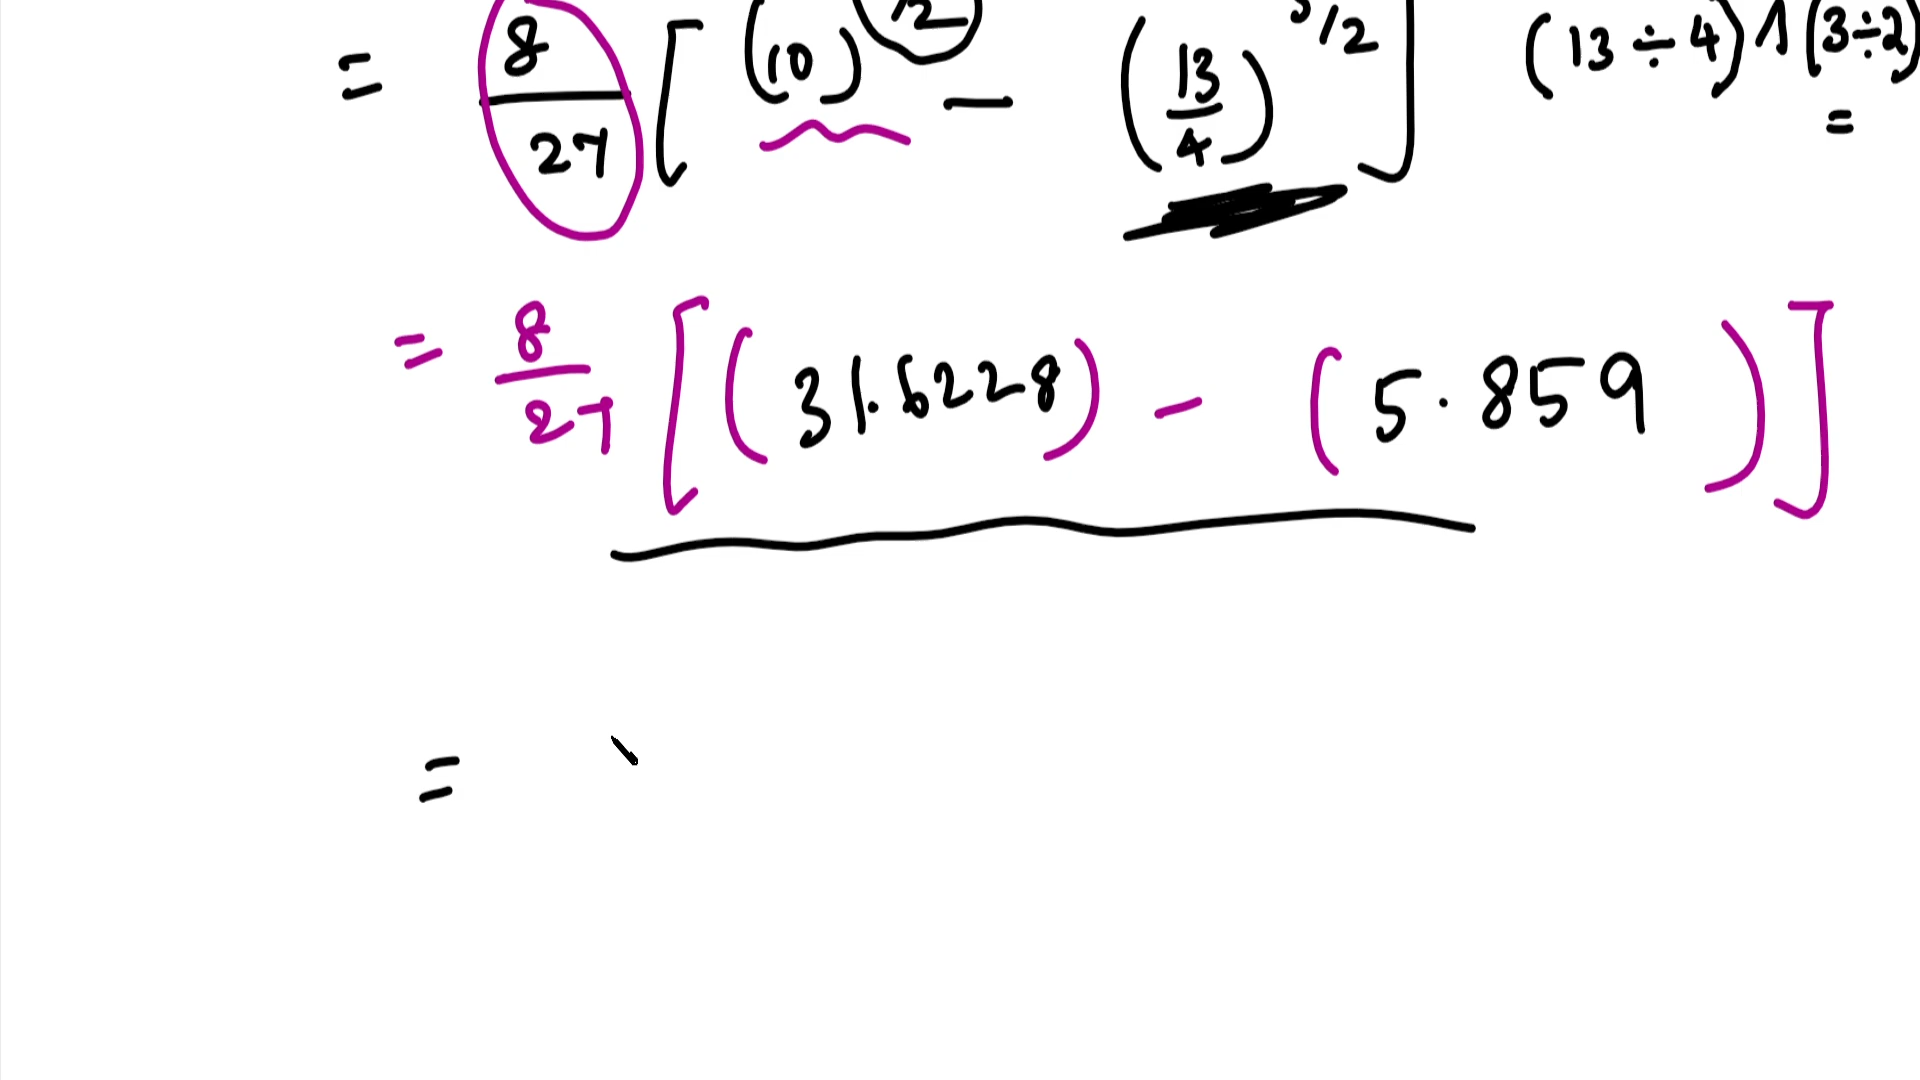 = 8/27 [(10)^3/2 - (13/4)^3/2] (13÷4)^(3÷2)
=
= 8/27 [(31.6228) - (5.859)]
=